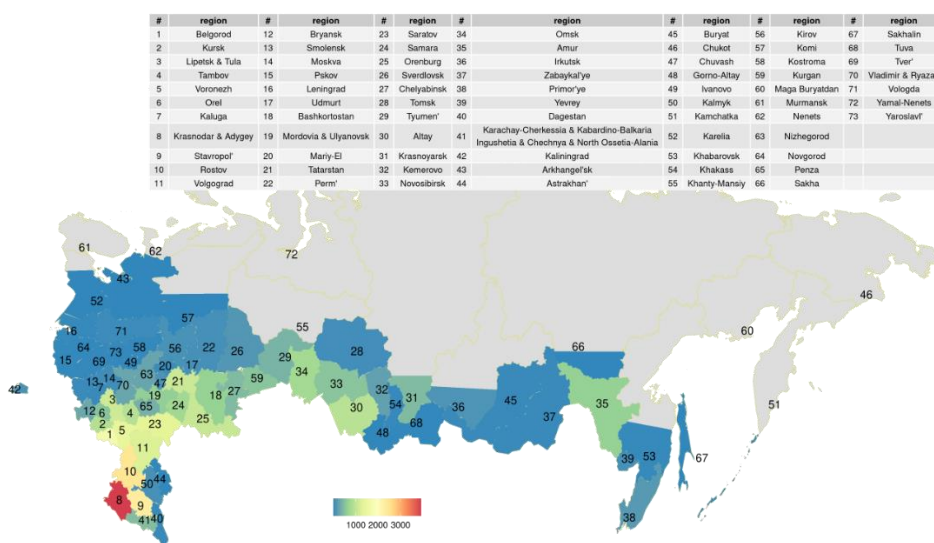 # region # region # region # region # region # region # region
1 Belgorod 12 Bryansk 23 Saratov 34 Omsk 45 Buryat 56 Kirov 67 Sakhalin
2 Kursk 13 Smolensk 24 Samara 35 Amur 46 Chukot 57 Komi 68 Tuva
3 Lipetsk & Tula 14 Moskva 25 Orenburg 36 Irkutsk 47 Chuvash 58 Kostroma 69 Tver'
4 Tambov 15 Pskov 26 Sverdlovsk 37 Zabaykal'ye 48 Gorno-Altay 59 Kurgan 70 Vladimir & Ryaza
5 Voronezh 16 Leningrad 27 Chelyabinsk 38 Primor'ye 49 Ivanovo 60 Maga Buryatdan 71 Vologda
6 Orel 17 Udmurt 28 Tomsk 39 Yevrey 50 Kalmyk 61 Murmansk 72 Yamal-Nenets
7 Kaluga 18 Bashkortostan 29 Tyumen' 40 Dagestan 51 Kamchatka 62 Nenets 73 Yaroslavl'
8 Krasnodar & Adygey 19 Mordovia & Ulyanovsk 30 Altay 41 Karachay-Cherkessia & Kabardino-Balkaria 52 Karelia 63 Nizhegorod
Ingushetia & Chechnya & North Ossetia-Alania
9 Stavropol' 20 Mariy-El 31 Krasnoyarsk 42 Kaliningrad 53 Khabarovsk 64 Novgorod
10 Rostov 21 Tatarstan 32 Kemerovo 43 Arkhangel'sk 54 Khakass 65 Penza
11 Volgograd 22 Perm' 33 Novosibirsk 44 Astrakhan' 55 Khanty-Mansiy 66 Sakha
61 62 72
43
52 46
57 55
16 71 60
64 73 58 56 22 26 28 66
15 69 49 20 17 29
13 7 14 70 63 47 21 59 34 33 32
42
12 6 3 4 65 19 24 18 27 30 54 31 36 45 37 35 51
2 1 5 23 25 48 68
11 39 53 67
10 50 44
8 9 38
41 40
1000 2000 3000